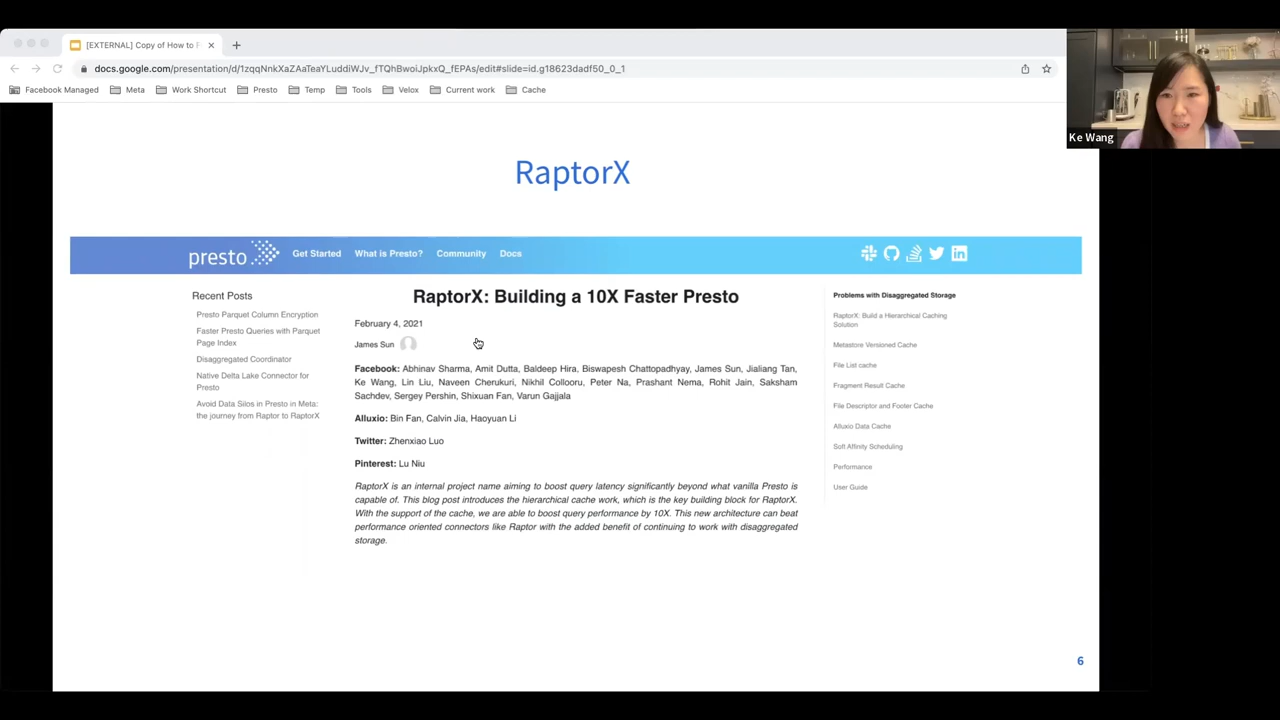 [EXTERNAL] Copy of How to F
docs.google.com/presentation/d/1zqqNnkXaZAaTeaYLuddiWJv_fTQhBwoiJpkxQ_fEPAs/edit#slide=id.g18623dadf50_0_1
Facebook Managed Meta Work Shortcut Presto Temp Tools Velox Current work Cache
Ke Wang
RaptorX
presto Get Started What is Presto? Community Docs
Recent Posts
Presto Parquet Column Encryption
Faster Presto Queries with Parquet
Page Index
Disaggregated Coordinator
Native Delta Lake Connector for
Presto
Avoid Data Silos in Presto in Meta:
the journey from Raptor to RaptorX
RaptorX: Building a 10X Faster Presto
February 4, 2021
James Sun
Facebook: Abhinav Sharma, Amit Dutta, Baldeep Hira, Biswapesh Chattopadhyay, James Sun, Jialiang Tan,
Ke Wang, Lin Liu, Naveen Cherukuri, Nikhil Collooru, Peter Na, Prashant Nema, Rohit Jain, Saksham
Sachdev, Sergey Pershin, Shixuan Fan, Varun Gajjala
Alluxio: Bin Fan, Calvin Jia, Haoyuan Li
Twitter: Zhenxiao Luo
Pinterest: Lu Niu
RaptorX is an internal project name aiming to boost query latency significantly beyond what vanilla Presto is
capable of. This blog post introduces the hierarchical cache work, which is the key building block for RaptorX.
With the support of the cache, we are able to boost query performance by 10X. This new architecture can beat
performance oriented connectors like Raptor with the added benefit of continuing to work with disaggregated
storage.
Problems with Disaggregated Storage
RaptorX: Build a Hierarchical Caching
Solution
Metastore Versioned Cache
File List cache
Fragment Result Cache
File Descriptor and Footer Cache
Alluxio Data Cache
Soft Affinity Scheduling
Performance
User Guide
6